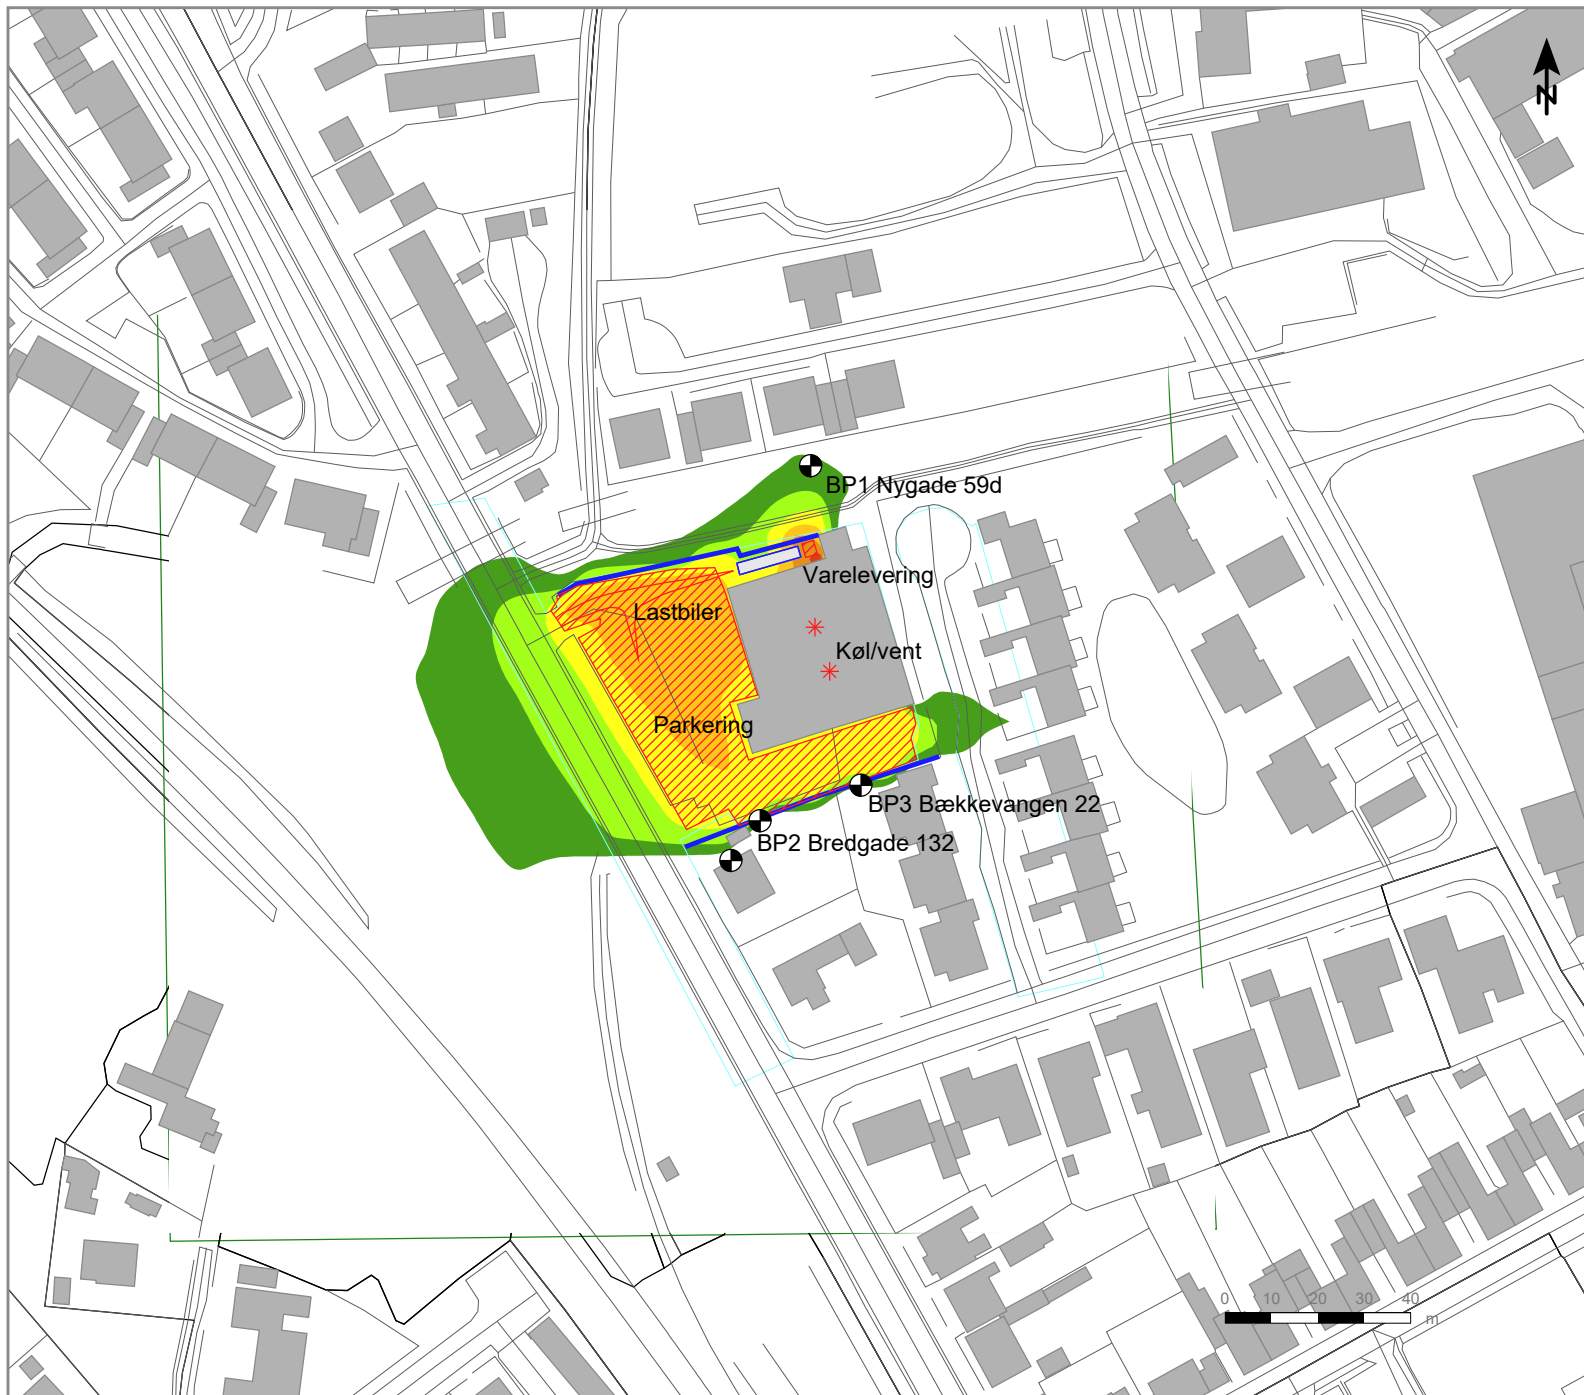 N
BP1 Nygade 59d
Varelevering
Lastbiler
Køl/vent
Parkering
BP3 Bækkevangen 22
BP2 Bredgade 132
0 10 20 30 40
m